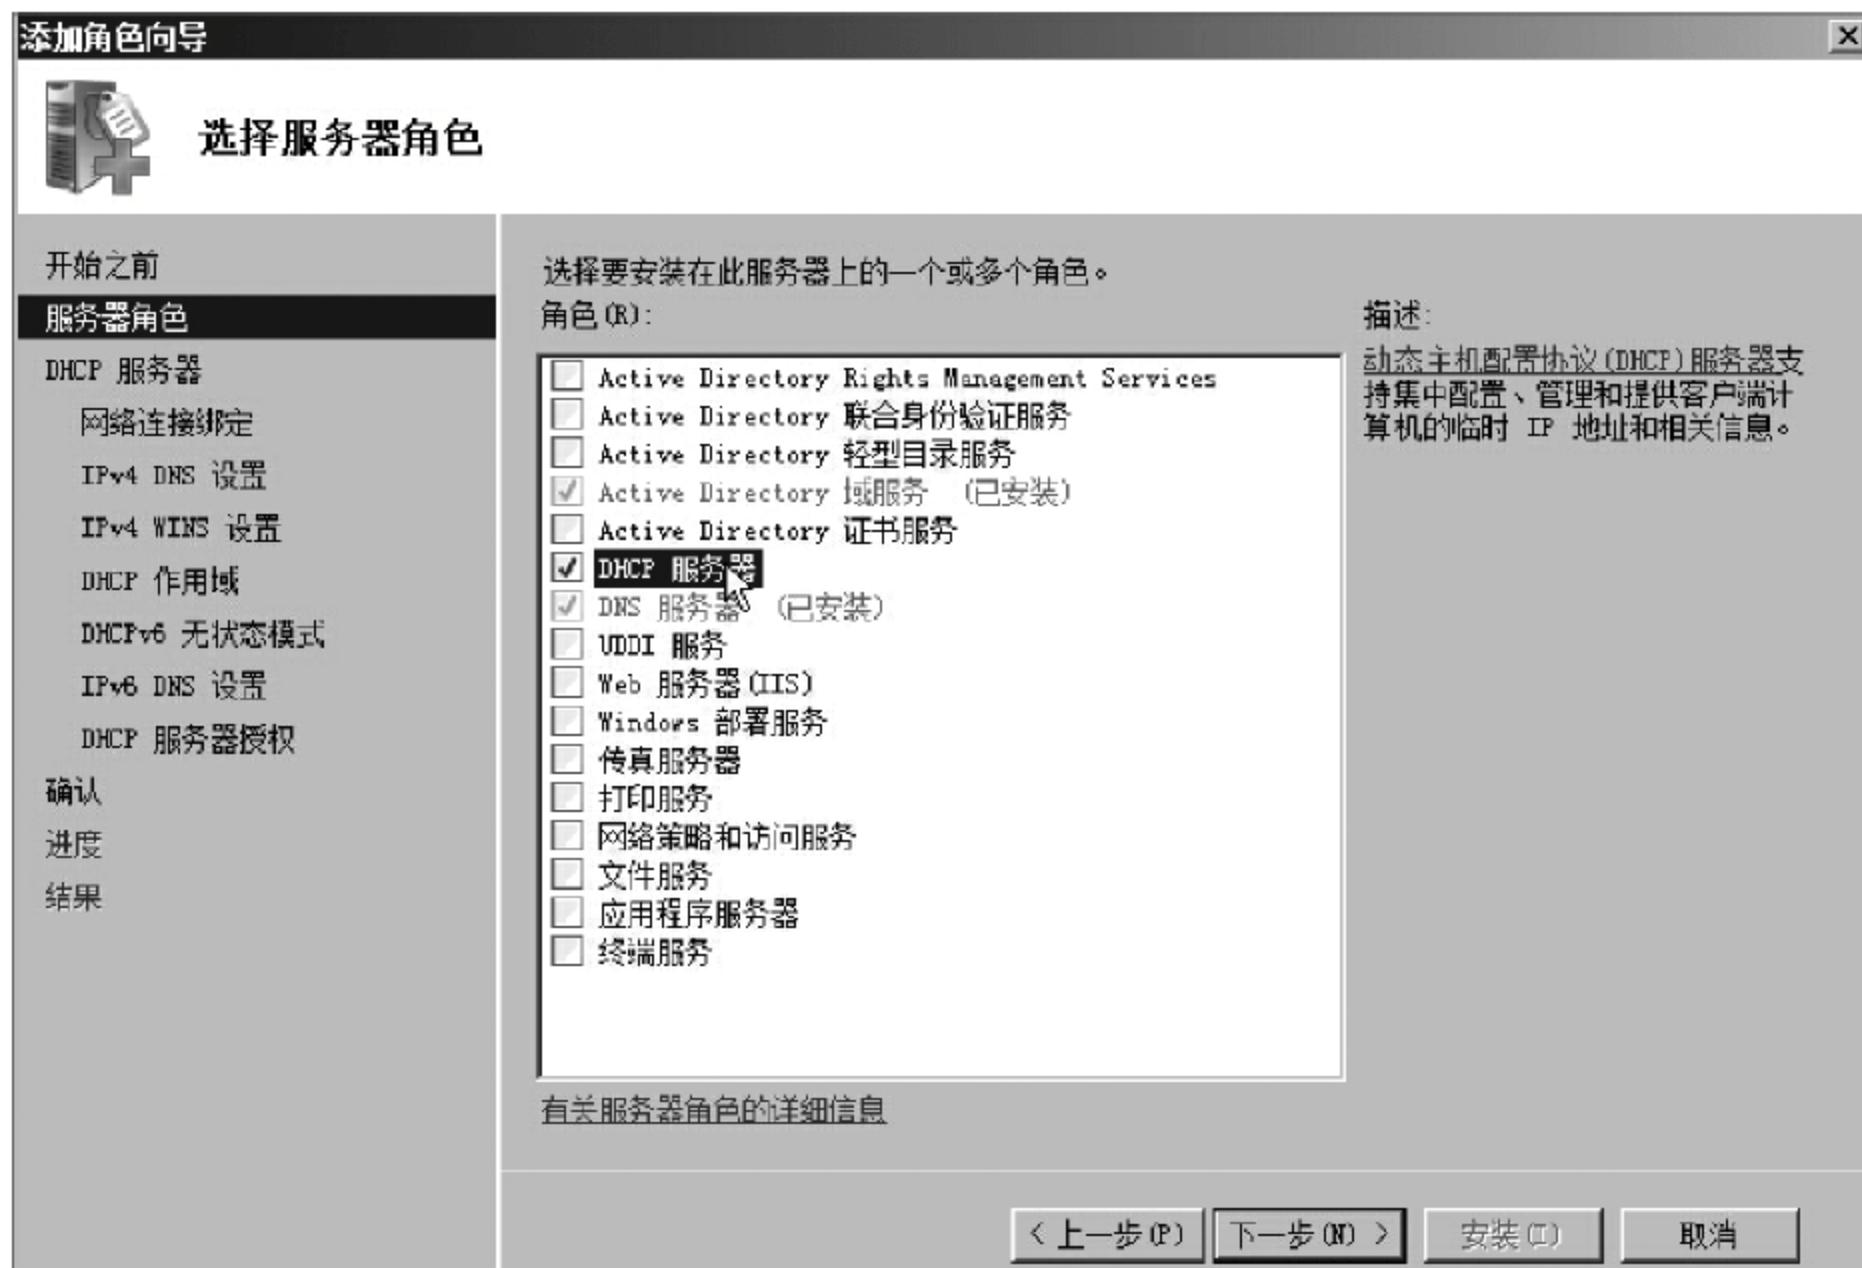 添加角色向导
选择服务器角色
开始之前
服务器角色
DHCP 服务器
网络连接绑定
IPv4 DNS 设置
IPv4 WINS 设置
DHCP 作用域
DHCPv6 无状态模式
IPv6 DNS 设置
DHCP 服务器授权
确认
进度
结果
选择要安装在此服务器上的一个或多个角色。
角色(R):
Active Directory Rights Management Services
Active Directory 联合身份验证服务
Active Directory 轻型目录服务
Active Directory 域服务 (已安装)
Active Directory 证书服务
DHCP 服务器
DNS 服务器 (已安装)
UDDI 服务
Web 服务器(IIS)
Windows 部署服务
传真服务器
打印服务
网络策略和访问服务
文件服务
应用程序服务器
终端服务
有关服务器角色的详细信息
描述:
动态主机配置协议(DHCP)服务器支
持集中配置、管理和提供客户端计
算机的临时 IP 地址和相关信息。
< 上一步(P)
下一步(N) >
安装(I)
取消